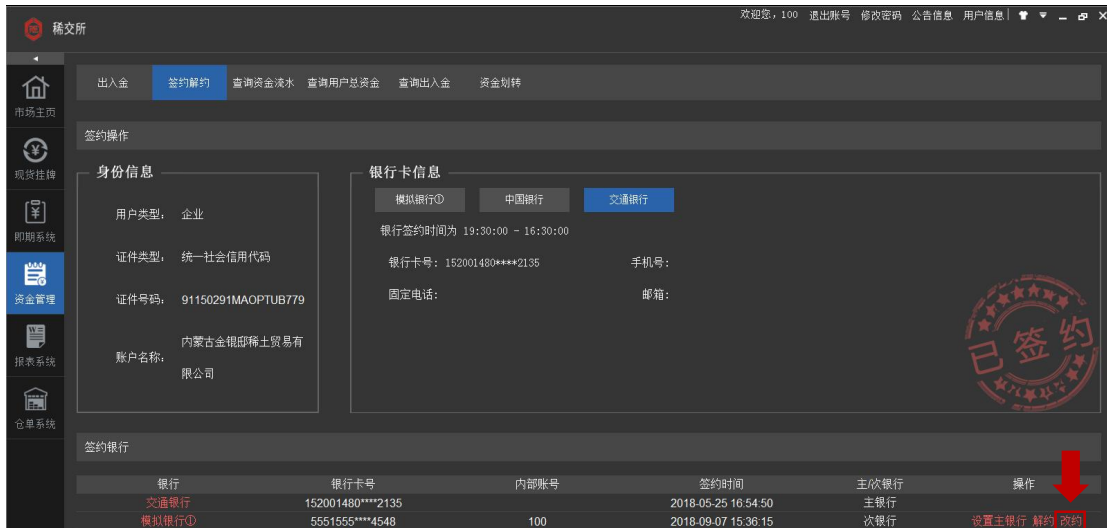 稀交所
欢迎您，100 退出账号 修改密码 公告信息 用户信息
出入金 签约解约 查询资金流水 查询用户总资金 查询出入金 资金划转
市场主页
现货挂牌
即期系统
资金管理
报表系统
仓单系统
签约操作
身份信息
用户类型： 企业
证件类型： 统一社会信用代码
证件号码： 91150291MAOPTUB779
账户名称： 内蒙古金锟邸稀土贸易有
限公司
银行卡信息
模拟银行① 中国银行 交通银行
银行签约时间为 19:30:00 - 16:30:00
银行卡号：152001480****2135 手机号：
固定电话： 邮箱：
已签约
签约银行
银行 银行卡号 内部账号 签约时间 主/次银行 操作
交通银行 152001480****2135 2018-05-25 16:54:50 主银行
模拟银行① 5551555****4548 100 2018-09-07 15:36:15 次银行 设置主银行 解约 改约